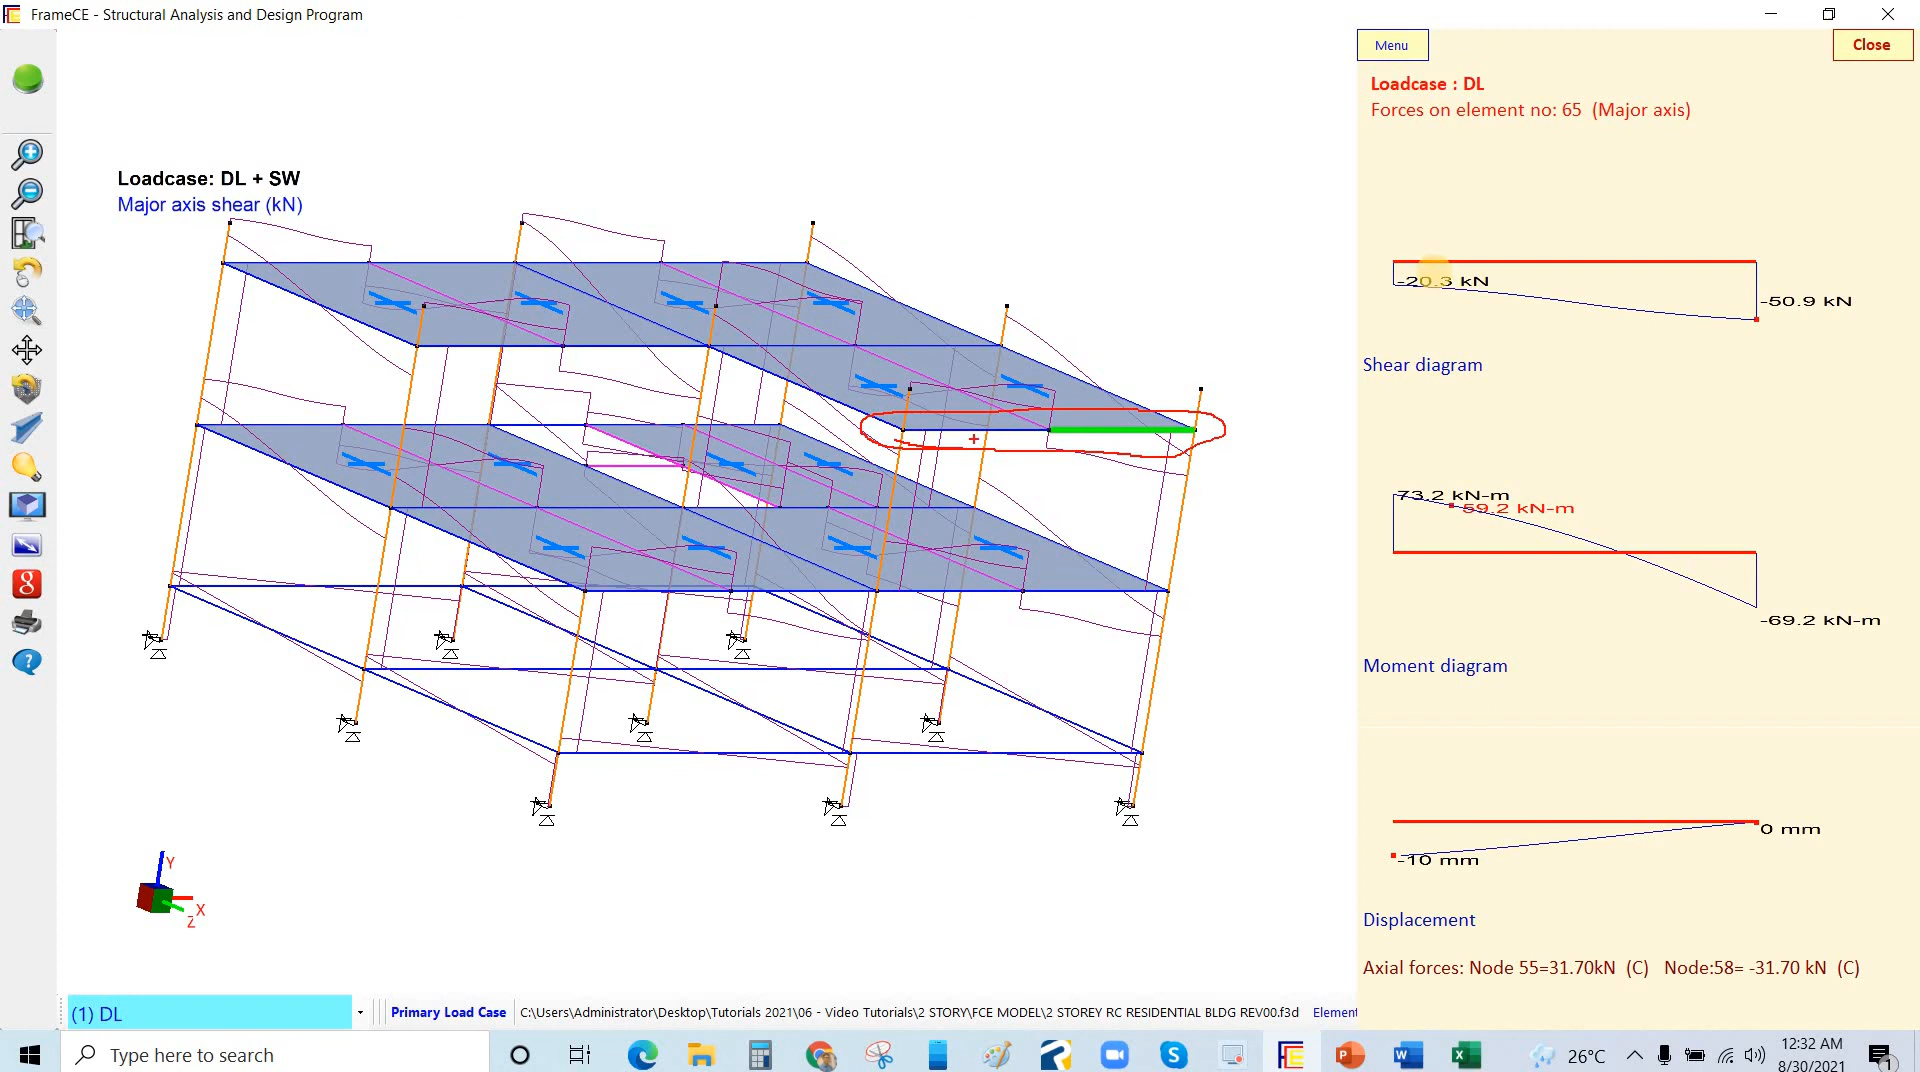 FrameCE - Structural Analysis and Design Program
Menu
Close
Loadcase : DL
Forces on element no: 65 (Major axis)
Loadcase: DL + SW
Major axis shear (kN)
-20.3 kN
-50.9 kN
Shear diagram
73.2 kN-m
59.2 kN-m
-69.2 kN-m
Moment diagram
0 mm
-10 mm
Displacement
Axial forces: Node 55=31.70kN (C) Node:58= -31.70 kN (C)
Y
X
Z
(1) DL
Primary Load Case
C:\Users\Administrator\Desktop\Tutorials 2021\06 - Video Tutorials\2 STORY\FCE MODEL\2 STOREY RC RESIDENTIAL BLDG REV00.f3d
Element
Type here to search
26°C
12:32 AM
8/30/2021
1